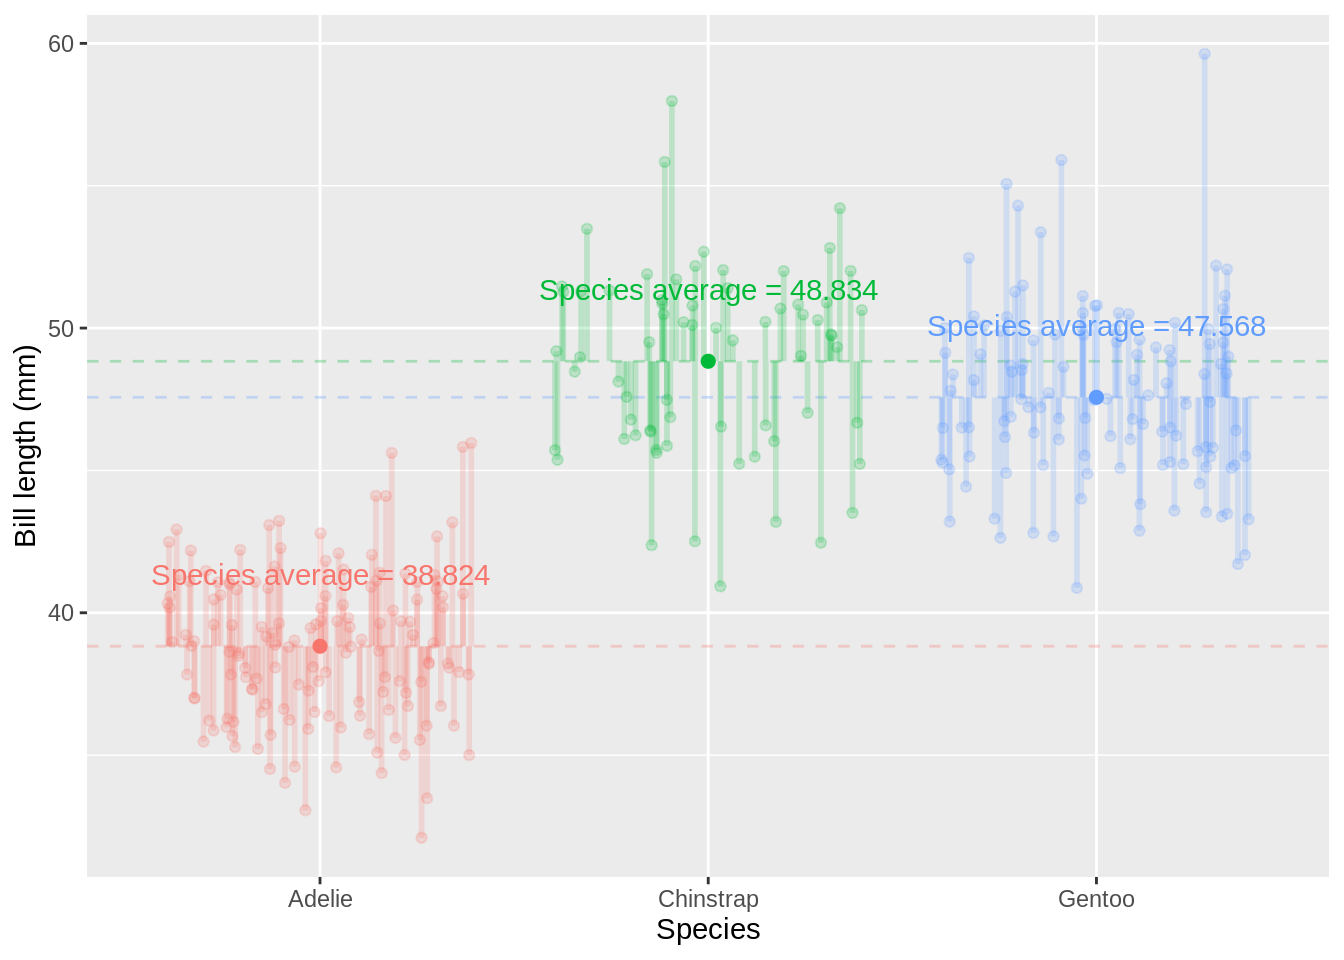 60
50
40
Bill length (mm)
Species average = 38.824
Species average = 48.834
Species average = 47.568
Adelie
Chinstrap
Gentoo
Species